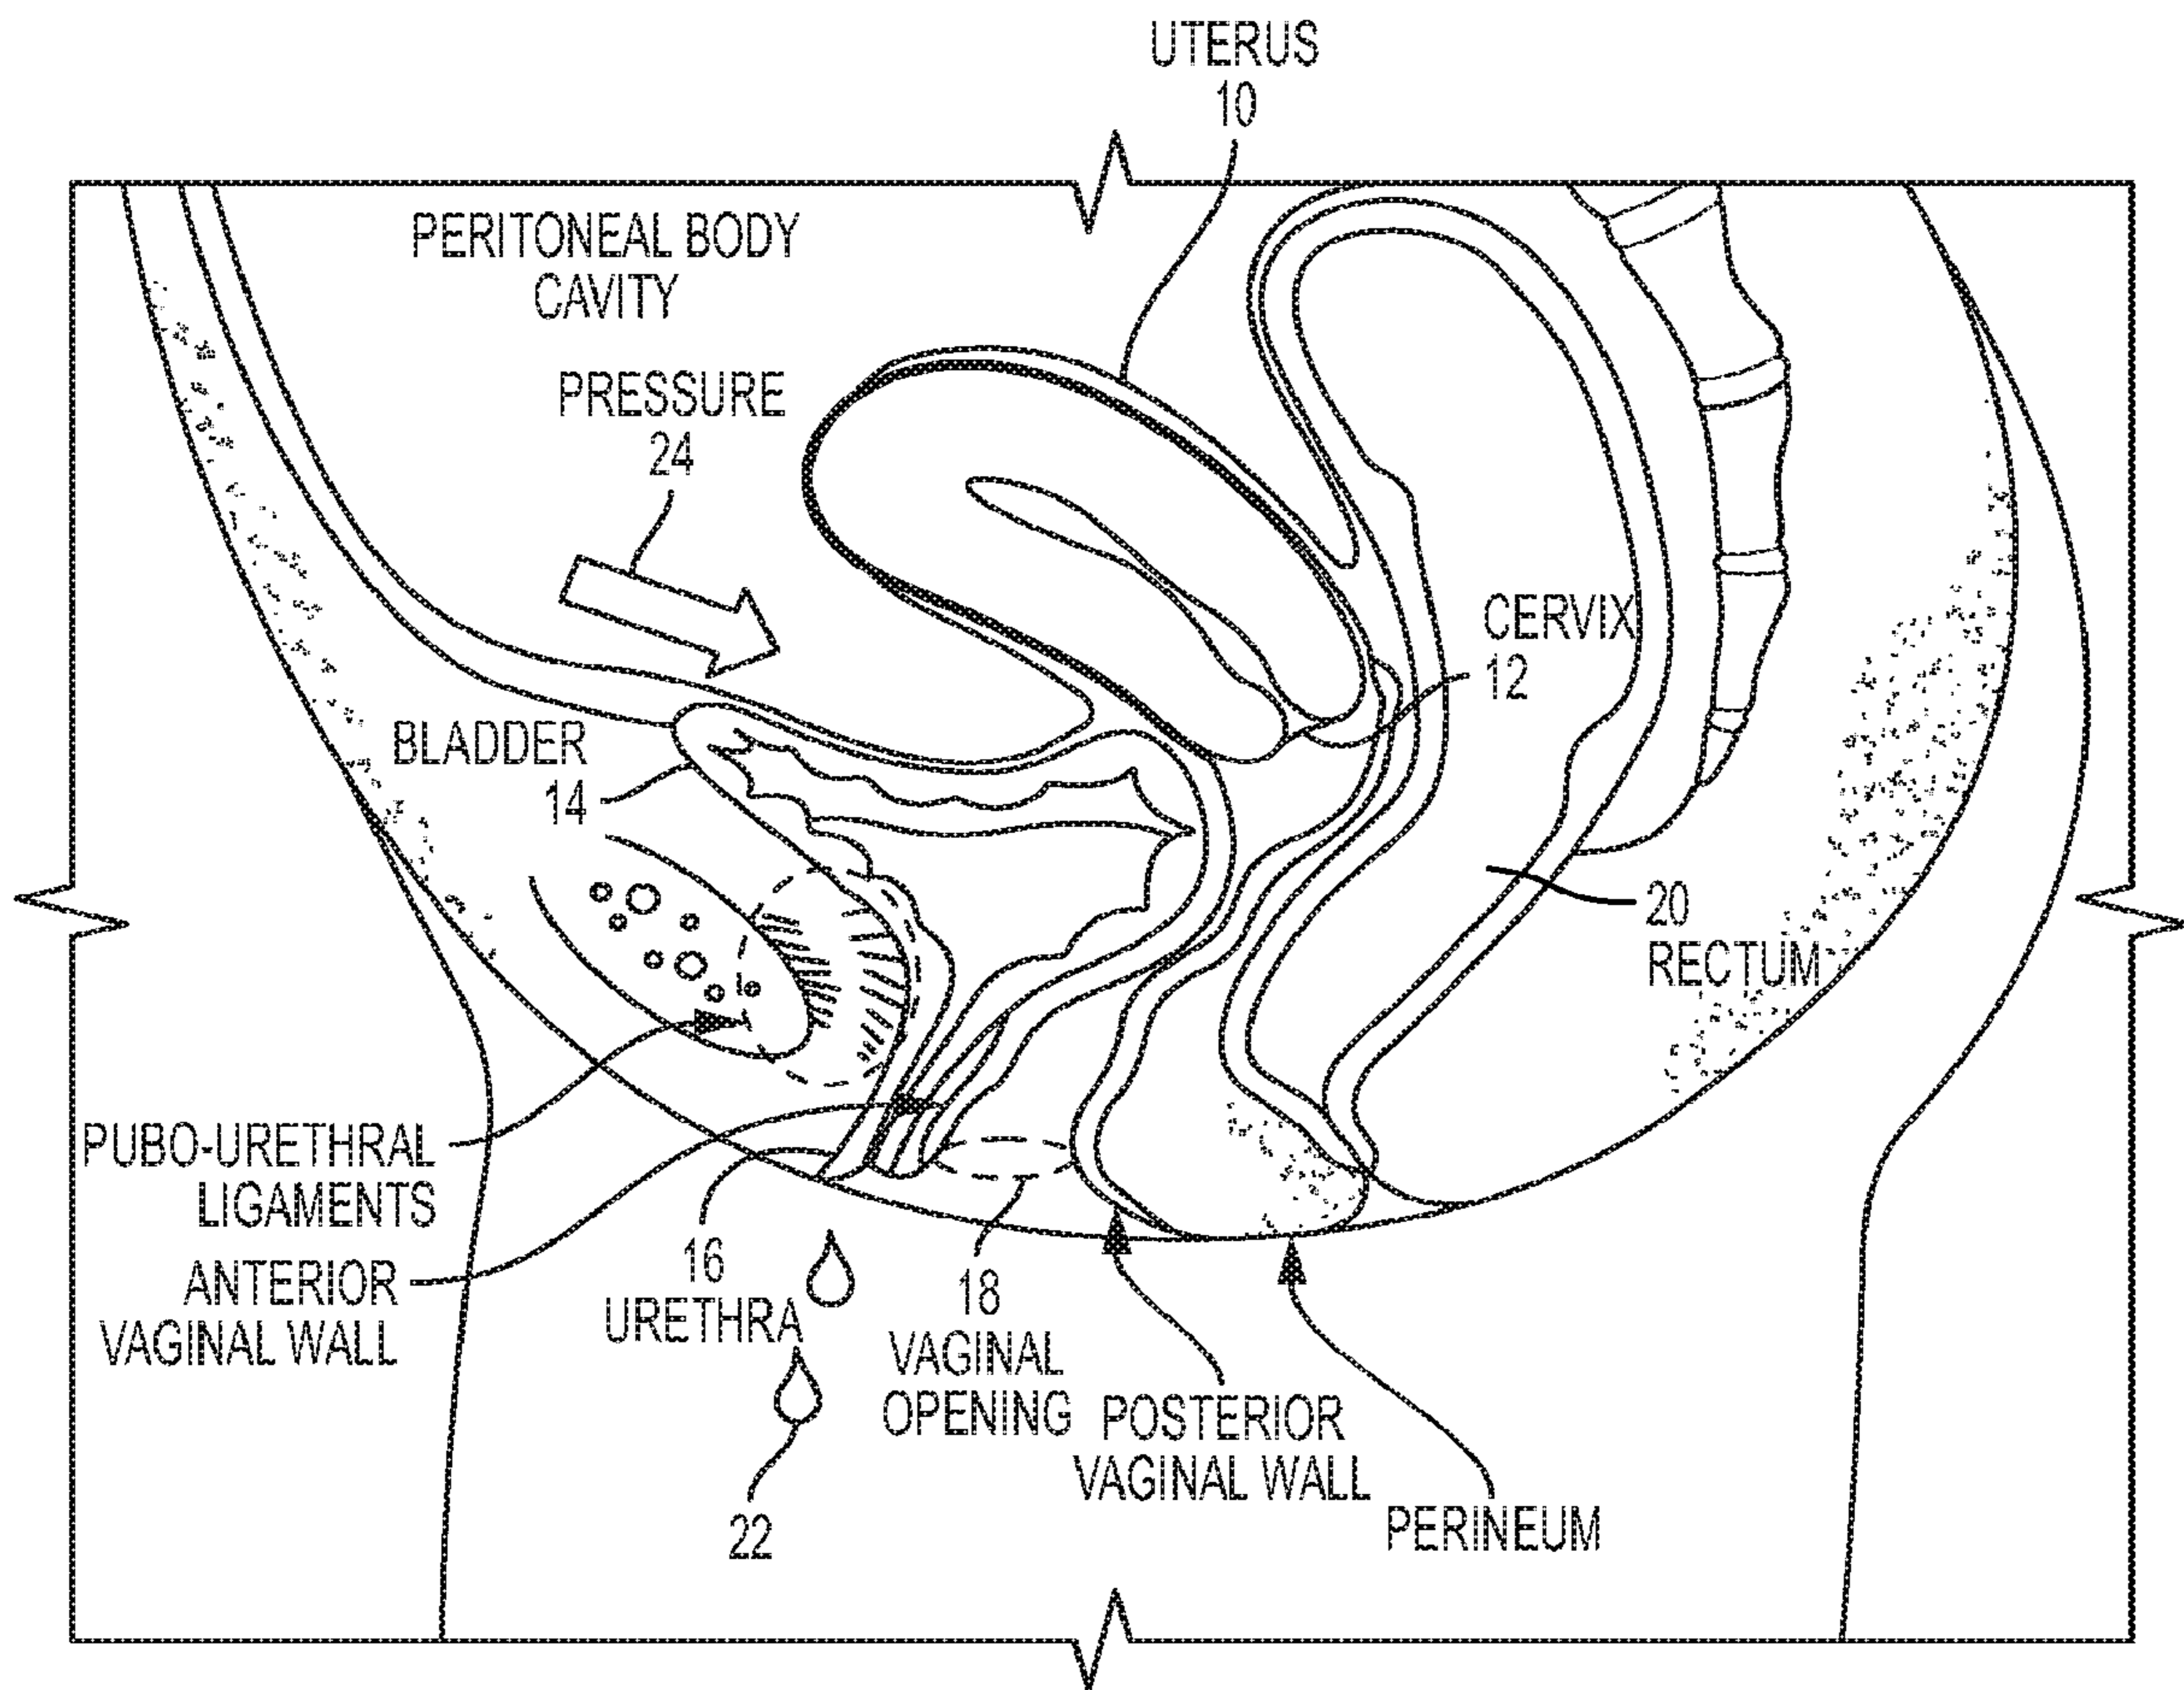 UTERUS
10
PERITONEAL BODY
CAVITY
PRESSURE
24
CERVIX
12
BLADDER
14
20
RECTUM
PUBO-URETHRAL
LIGAMENTS
ANTERIOR
VAGINAL WALL
16
URETHRA
18
VAGINAL
OPENING
POSTERIOR
VAGINAL WALL
PERINEUM
22